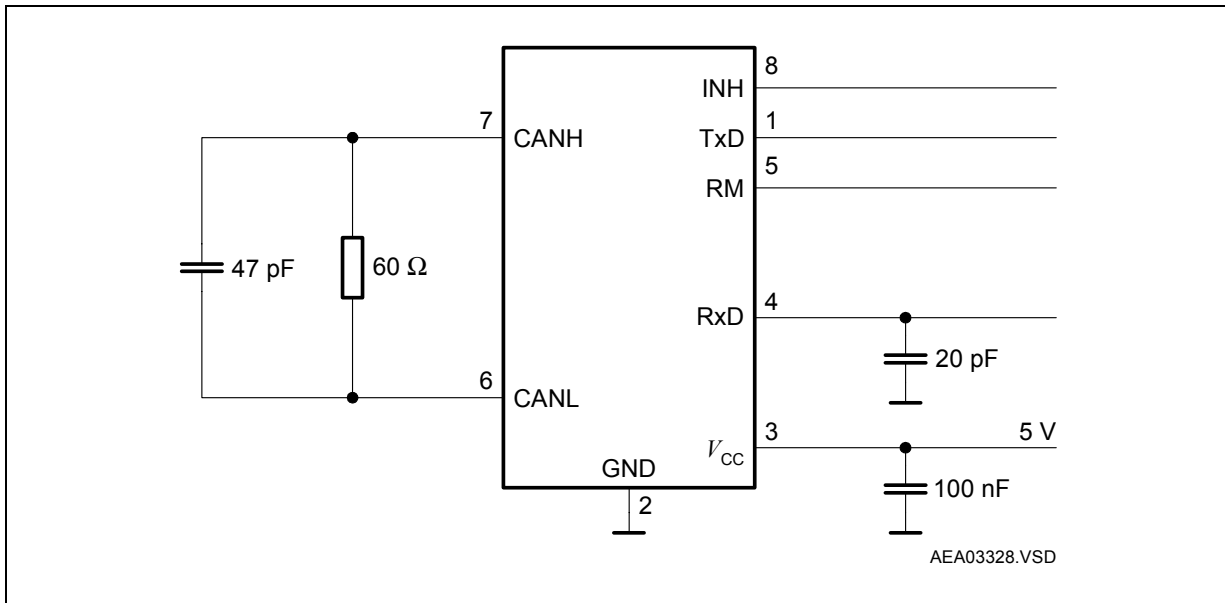 8
INH
1
7
CANH
TxD
5
RM
47 pF
60 Ω
4
RxD
20 pF
6
CANL
3
5 V
VCC
GND
100 nF
2
AEA03328.VSD